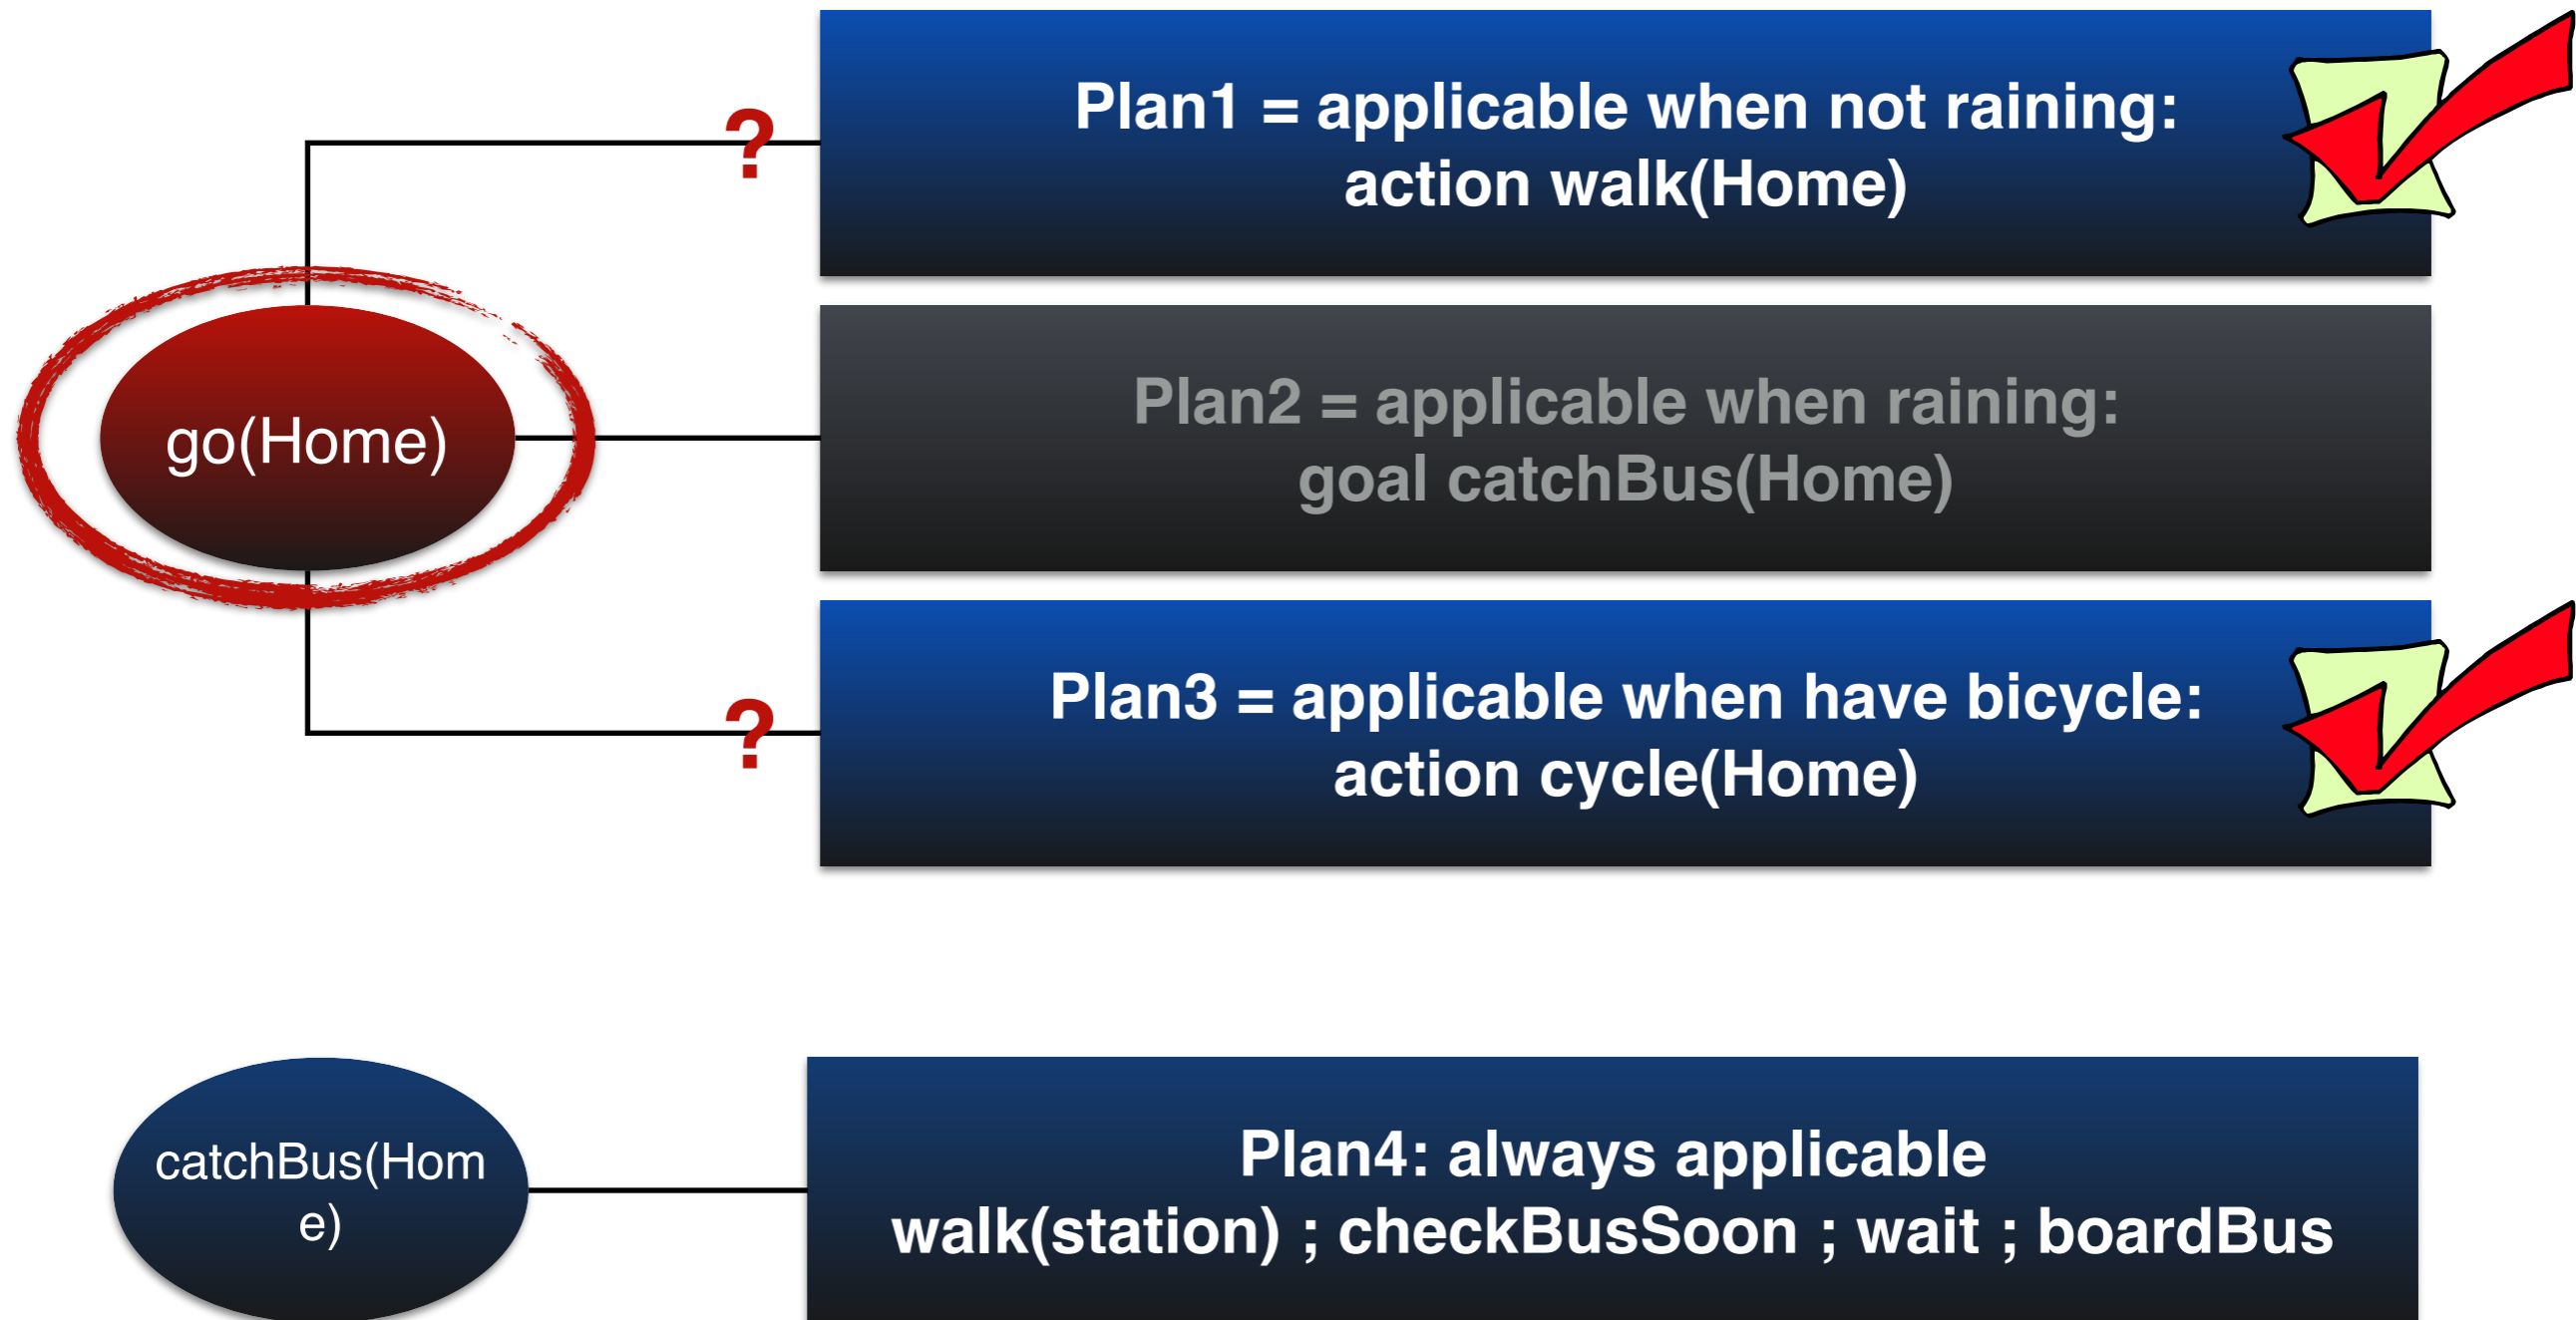 ?
Plan1 = applicable when not raining:
action walk(Home)
go(Home)
Plan2 = applicable when raining:
goal catchBus(Home)
?
Plan3 = applicable when have bicycle:
action cycle(Home)
catchBus(Hom
e)
Plan4: always applicable
walk(station) ; checkBusSoon ; wait ; boardBus